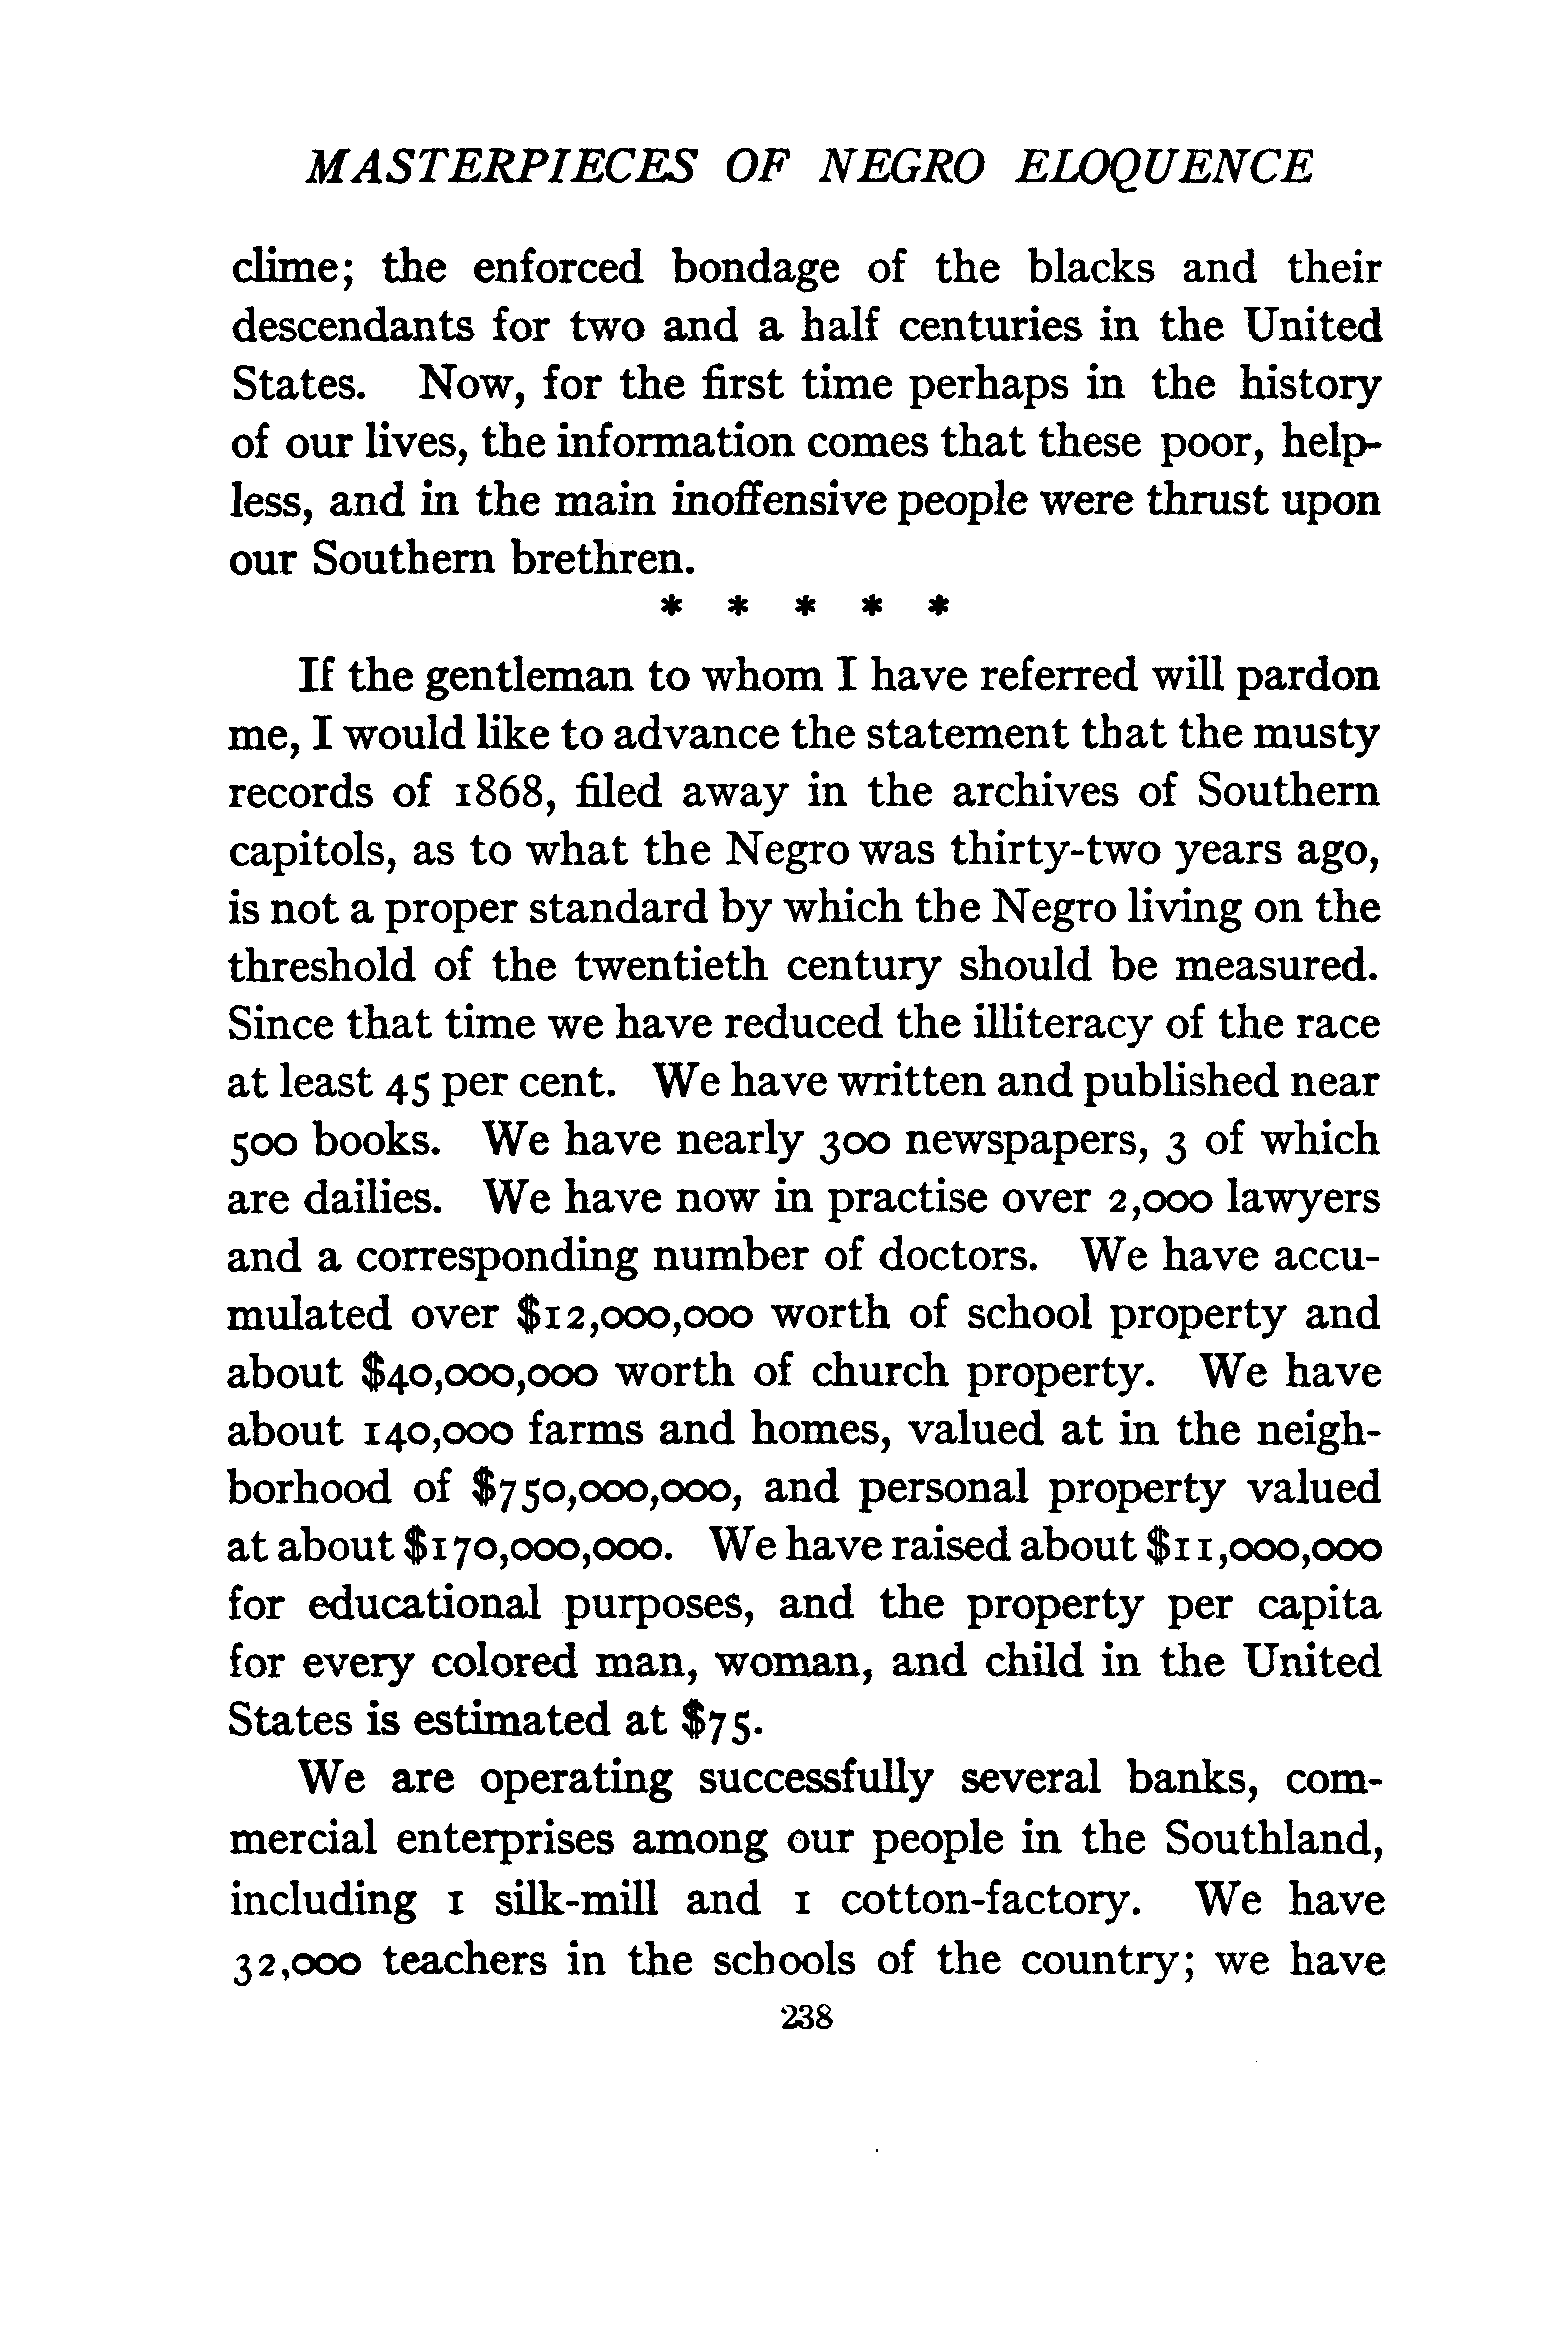 MASTERPIECES OF NEGRO ELOQUENCE
clime; the enforced bondage of the blacks and their
descendants for two and a half centuries in the United
States. Now, for the first time perhaps in the history
of our lives, the information comes that these poor, help-
less, and in the main inoffensive people were thrust upon
our Southern brethren.
* * * * *
If the gentleman to whom I have referred will pardon
me, I would like to advance the statement that the musty
records of 1868, filed away in the archives of Southern
capitols, as to what the Negro was thirty-two years ago,
is not a proper standard by which the Negro living on the
threshold of the twentieth century should be measured.
Since that time we have reduced the illiteracy of the race
at least 45 per cent. We have written and published near
500 books. We have nearly 300 newspapers, 3 of which
are dailies. We have now in practise over 2,000 lawyers
and a corresponding number of doctors. We have accu-
mulated over $12,000,000 worth of school property and
about $40,000,000 worth of church property. We have
about 140,000 farms and homes, valued at in the neigh-
borhood of $750,000,000, and personal property valued
at about $170,000,000. We have raised about $11,000,000
for educational purposes, and the property per capita
for every colored man, woman, and child in the United
States is estimated at $75.
We are operating successfully several banks, com-
mercial enterprises among our people in the Southland,
including 1 silk-mill and 1 cotton-factory. We have
32,000 teachers in the schools of the country; we have
238